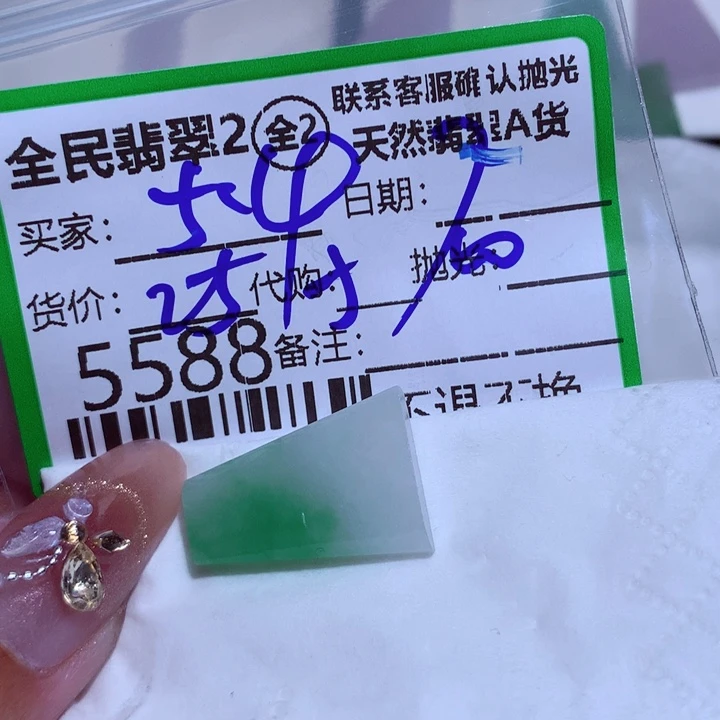 联系客服确认抛光
全民翡翠2 全2 天然翡翠A货
买家: 54 日期:
货价: 代购: 抛光:
5588 备注:
不退不换